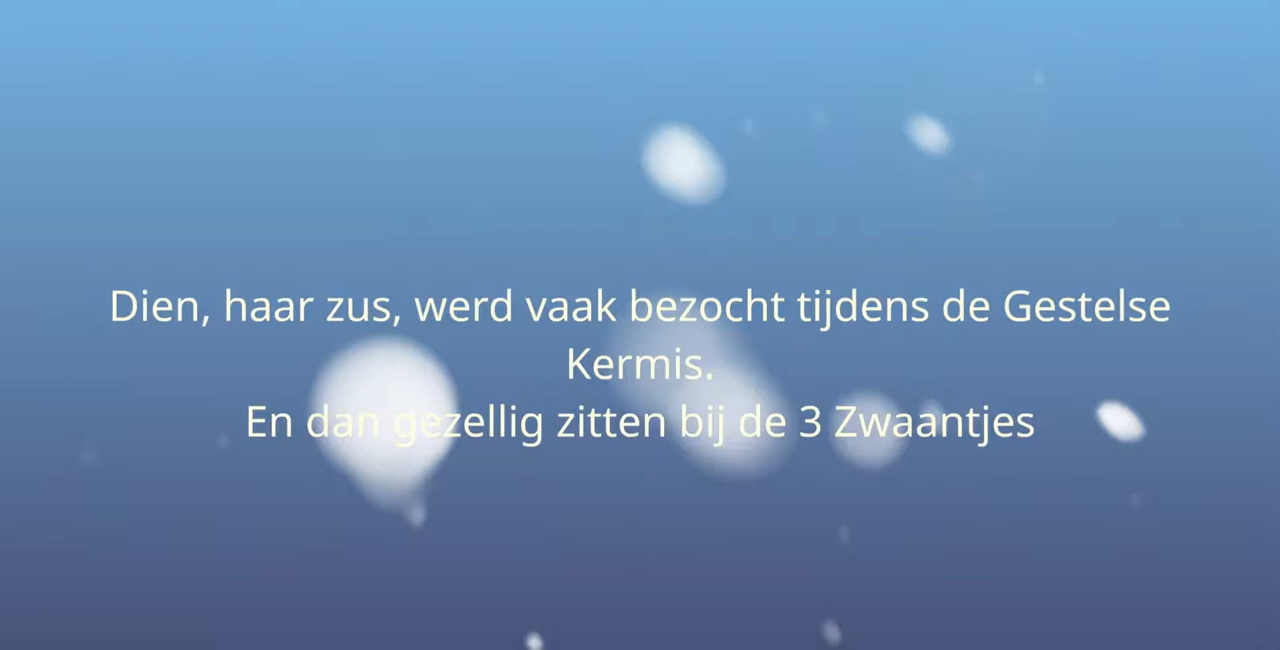 Dien, haar zus, werd vaak bezocht tijdens de Gestelse
Kermis.
En dan gezellig zitten bij de 3 Zwaantjes